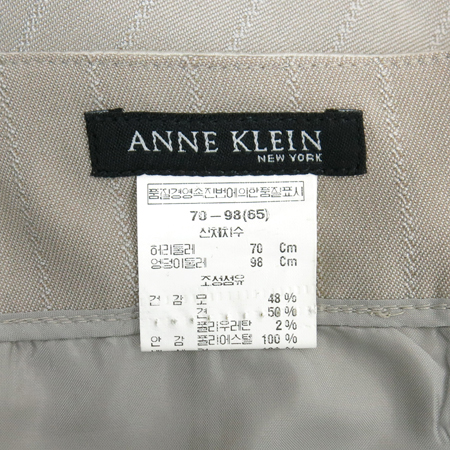 ANNE KLEIN
NEW YORK
품질경영촉진법에의한품질표시
70-98(65)
신체치수
허리둘레 70 Cm
엉덩이둘레 98 Cm
조성섬유
겉 감 모 48%
견 50%
폴리우레탄 2%
안 감 폴리에스텔 100%